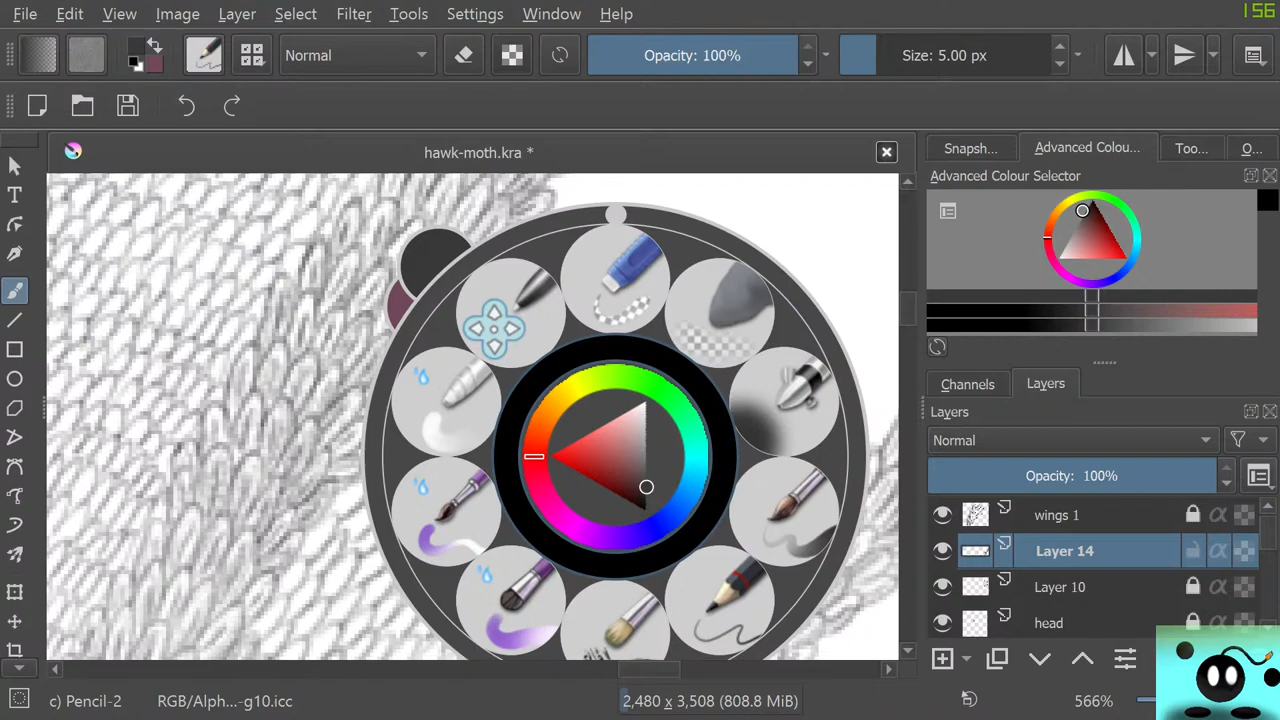 File Edit View Image Layer Select Filter Tools Settings Window Help
156
Normal
Opacity: 100%
Size: 5.00 px
hawk-moth.kra *
Snapsh... Advanced Colou... Too... O...
Advanced Colour Selector
Channels Layers
Layers
Normal
Opacity: 100%
wings 1
Layer 14
Layer 10
head
c) Pencil-2 RGB/Alph...-g10.icc 2,480 x 3,508 (808.8 MiB) 566%